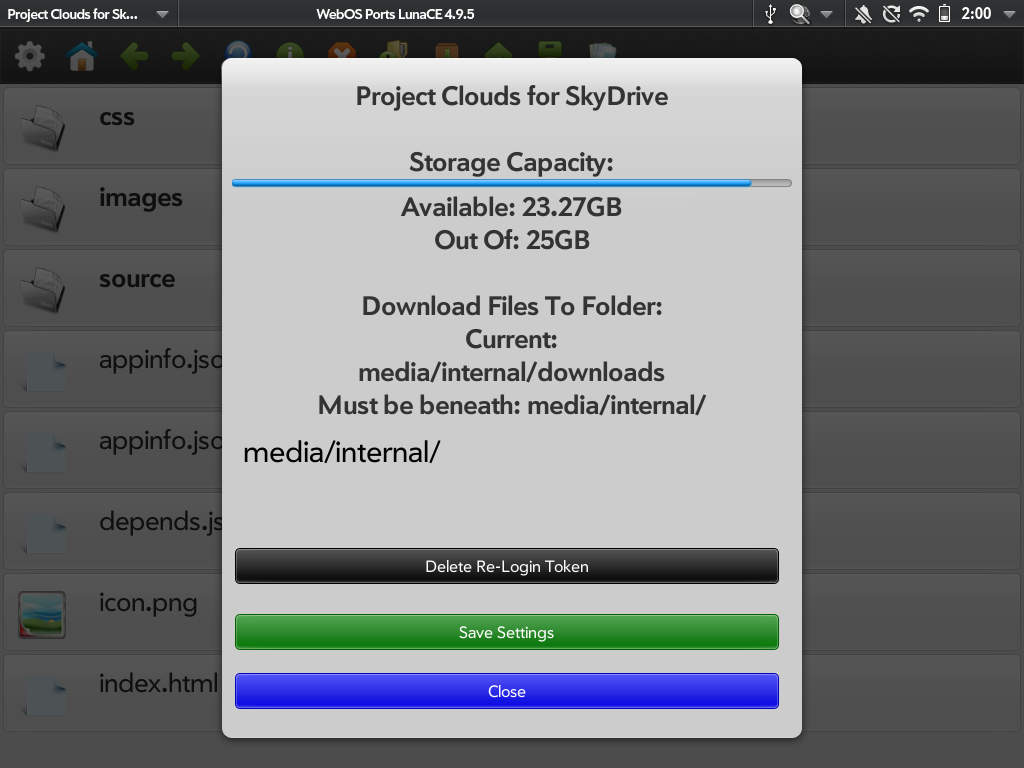 Project Clouds for Sk...
WebOS Ports LunaCE 4.9.5
2:00
Project Clouds for SkyDrive
Storage Capacity:
Available: 23.27GB
Out Of: 25GB
Download Files To Folder:
Current:
media/internal/downloads
Must be beneath: media/internal/
media/internal/
Delete Re-Login Token
Save Settings
Close
css
images
source
appinfo.jso
appinfo.jso
depends.js
icon.png
index.html